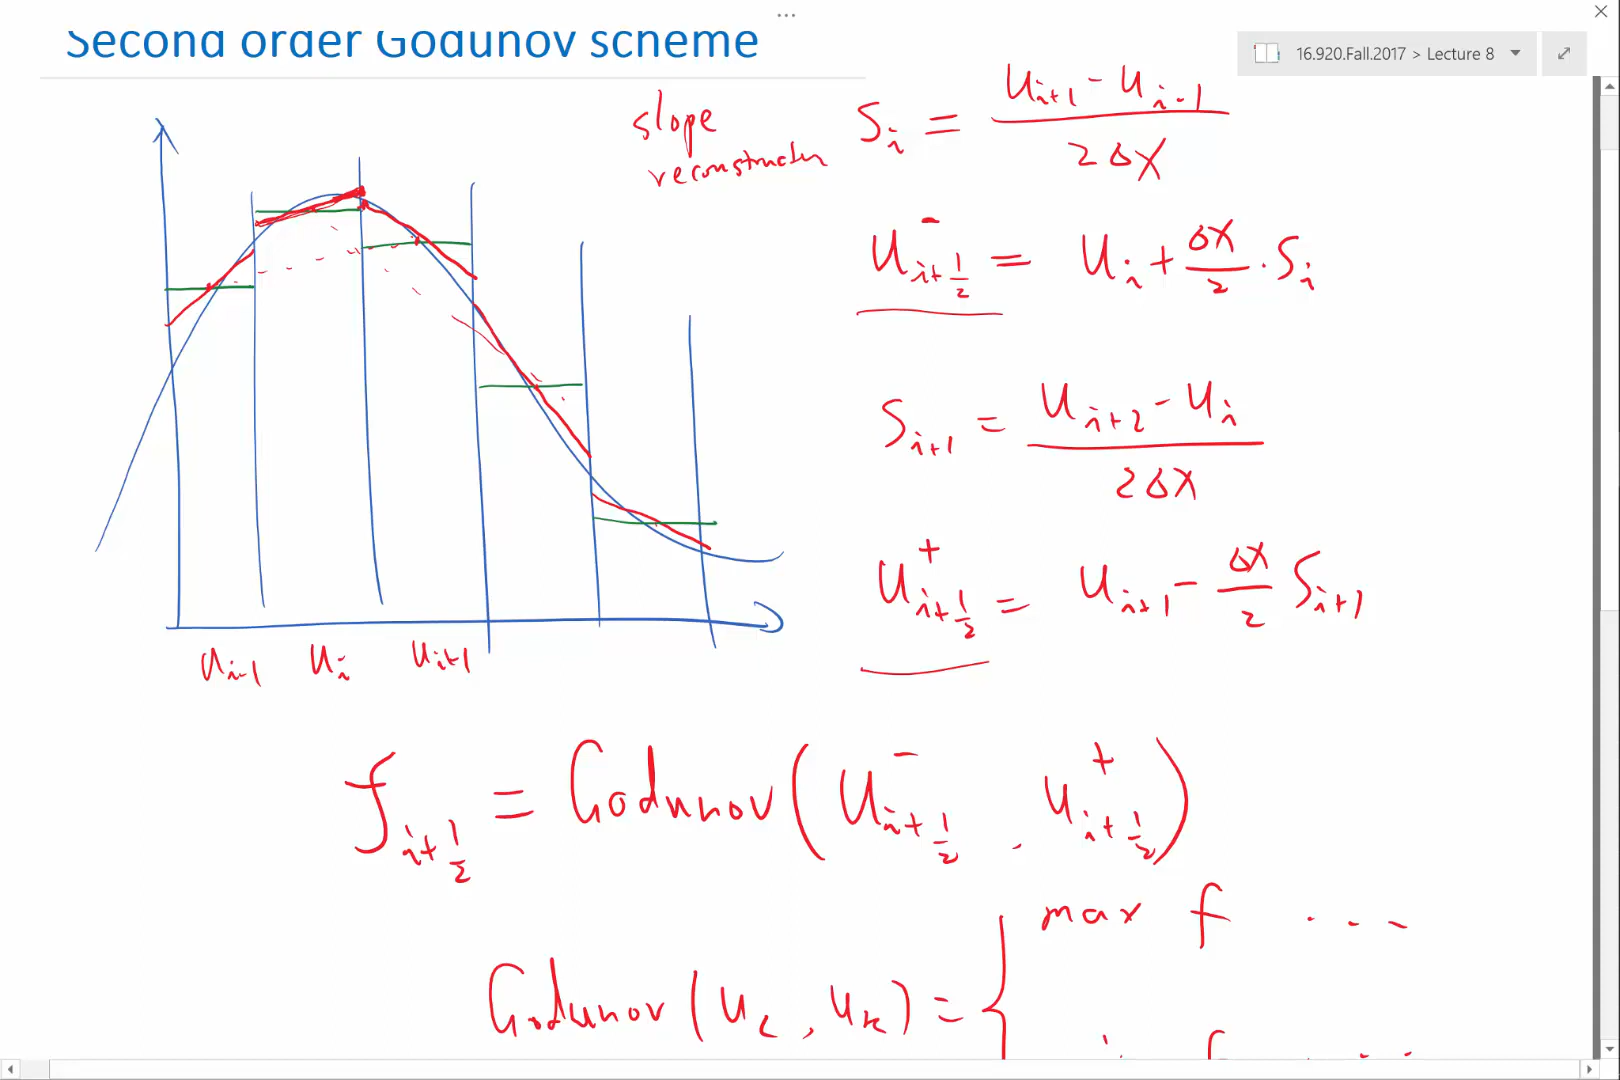 Second order Godunov scheme
16.920.Fall.2017 > Lecture 8
slope
reconstructn
S_i = (u_{i+1} - u_{i-1}) / (2Δx)
u^-_{i+1/2} = u_i + Δx/2 · S_i
S_{i+1} = (u_{i+2} - u_i) / (2Δx)
u^+_{i+1/2} = u_{i+1} - Δx/2 S_{i+1}
u_{i-1} u_i u_{i+1}
f_{i+1/2} = Godunov(u^-_{i+1/2}, u^+_{i+1/2})
max f ...
Godunov(u_L, u_R) = {